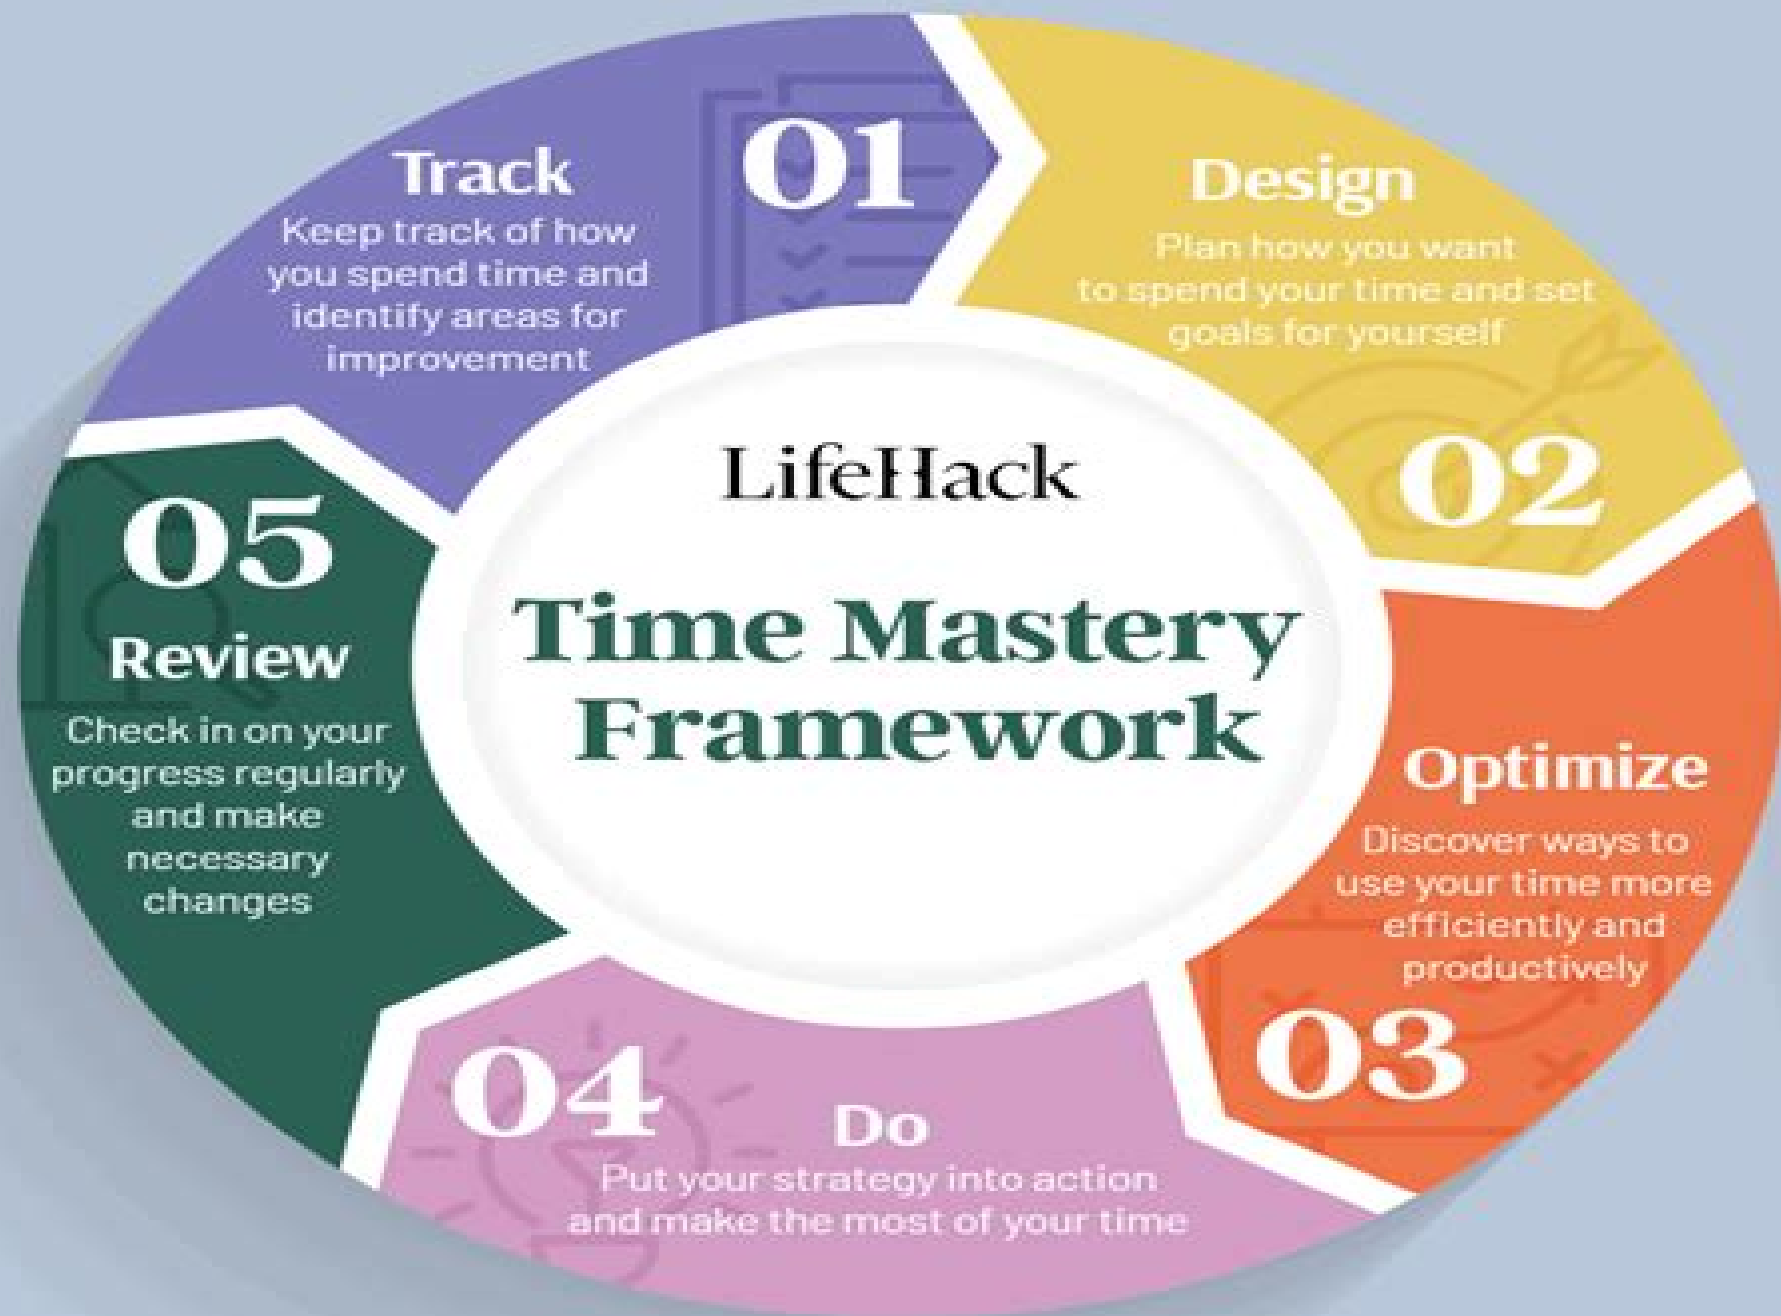 LifeHack
Time Mastery
Framework
01
Track
Keep track of how
you spend time and
identify areas for
improvement
Design
Plan how you want
to spend your time and set
goals for yourself
02
Optimize
Discover ways to
use your time more
efficiently and
productively
03
04
Do
Put your strategy into action
and make the most of your time
05
Review
Check in on your
progress regularly
and make
necessary
changes